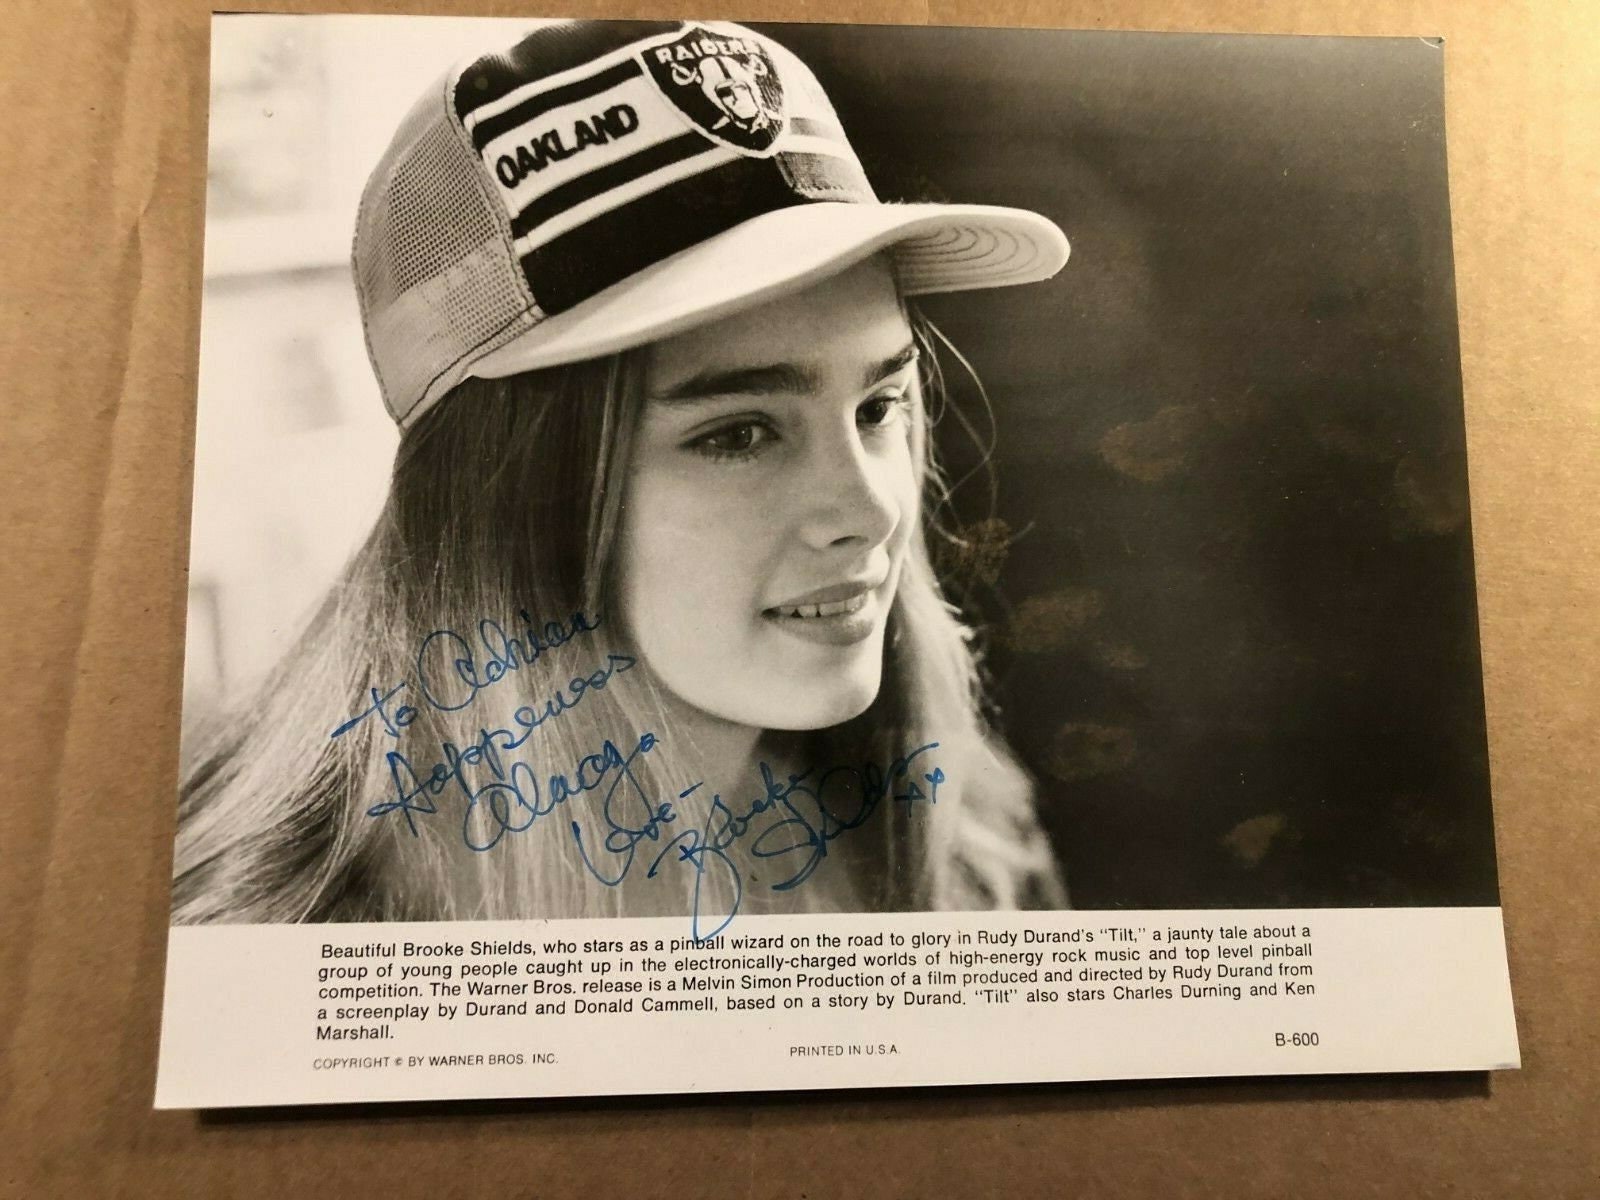 RAIDERS
OAKLAND
to Adrian
Happeness
Always
Love-
Brooke
Shields
xx
Beautiful Brooke Shields, who stars as a pinball wizard on the road to glory in Rudy Durand's "Tilt," a jaunty tale about a
group of young people caught up in the electronically-charged worlds of high-energy rock music and top level pinball
competition. The Warner Bros. release is a Melvin Simon Production of a film produced and directed by Rudy Durand from
a screenplay by Durand and Donald Cammell, based on a story by Durand. "Tilt" also stars Charles Durning and Ken
Marshall.
COPYRIGHT © BY WARNER BROS. INC.
PRINTED IN U.S.A.
B-600